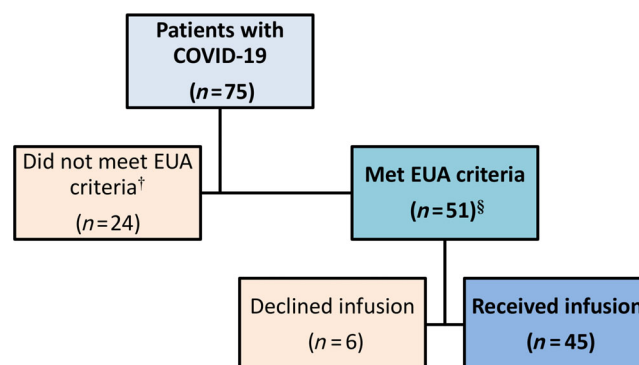 Patients with
COVID-19
(n=75)
Did not meet EUA
criteria†
(n=24)
Met EUA criteria
(n=51)§
Declined infusion
(n=6)
Received infusion
(n=45)